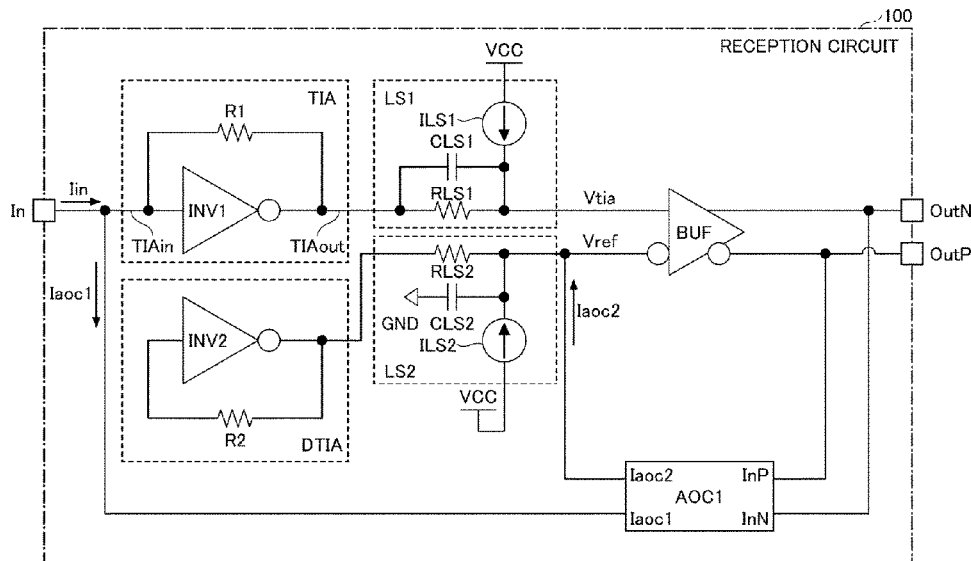 100
RECEPTION CIRCUIT
VCC
TIA
LS1
R1
ILS1
CLS1
Iin
In
INV1
RLS1
Vtia
OutN
TIAin
TIAout
BUF
Vref
OutP
RLS2
Iaoc1
GND
CLS2
Iaoc2
INV2
ILS2
LS2
VCC
R2
DTIA
Iaoc2 InP
AOC1
Iaoc1 InN